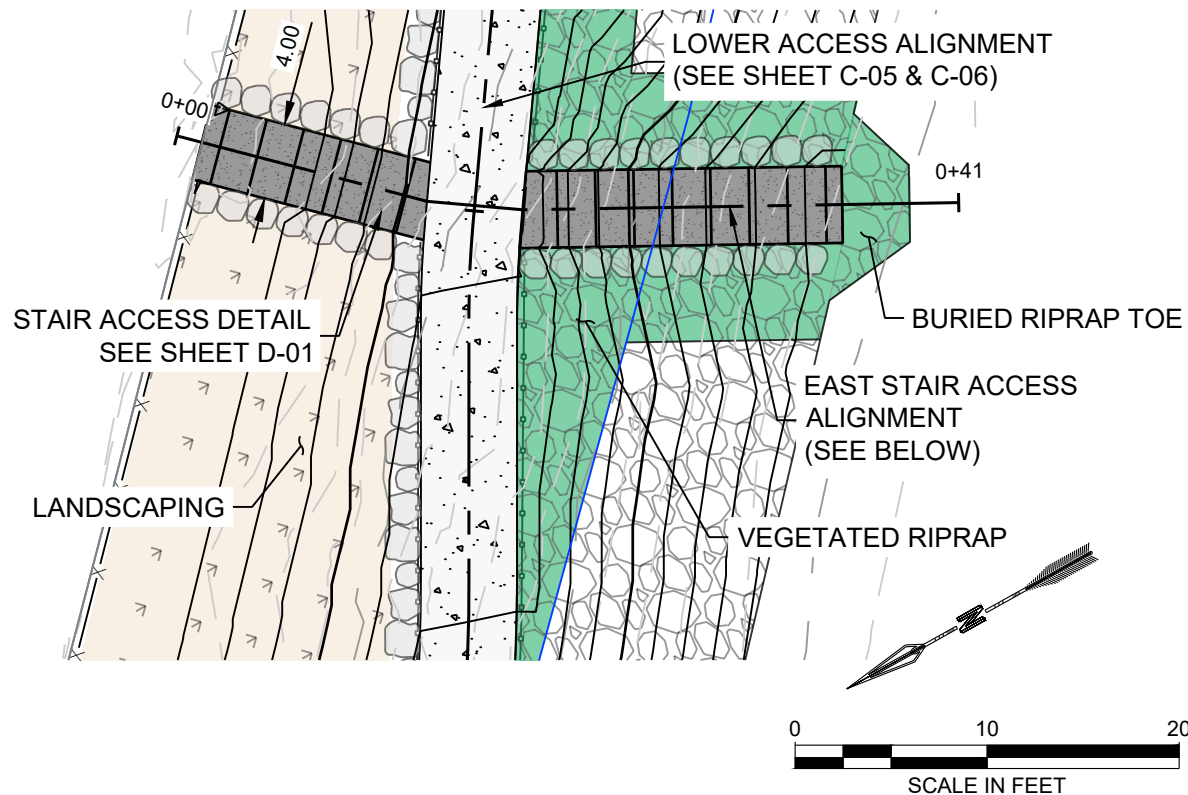 LOWER ACCESS ALIGNMENT
(SEE SHEET C-05 & C-06)
4.00
0+00
0+41
STAIR ACCESS DETAIL
SEE SHEET D-01
BURIED RIPRAP TOE
EAST STAIR ACCESS
ALIGNMENT
(SEE BELOW)
LANDSCAPING
VEGETATED RIPRAP
N
0 10 20
SCALE IN FEET